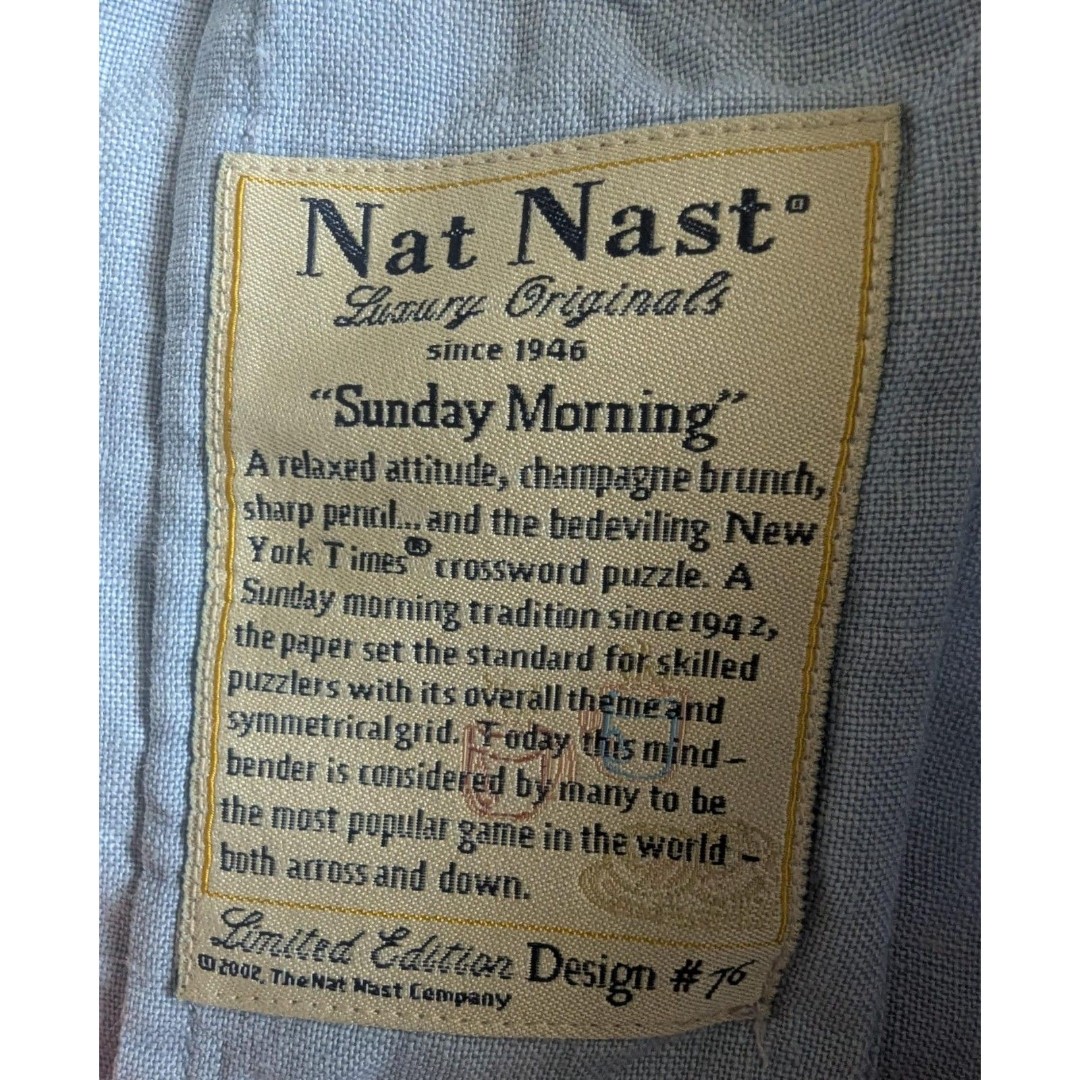 Nat Nast®
Luxury Originals
since 1946
“Sunday Morning”
A relaxed attitude, champagne brunch,
sharp pencil... and the bedeviling New
York Times® crossword puzzle. A
Sunday morning tradition since 1942,
the paper set the standard for skilled
puzzlers with its overall theme and
symmetrical grid. Today this mind-
bender is considered by many to be
the most popular game in the world -
both across and down.
Limited Edition Design #76
©2002, The Nat Nast Company